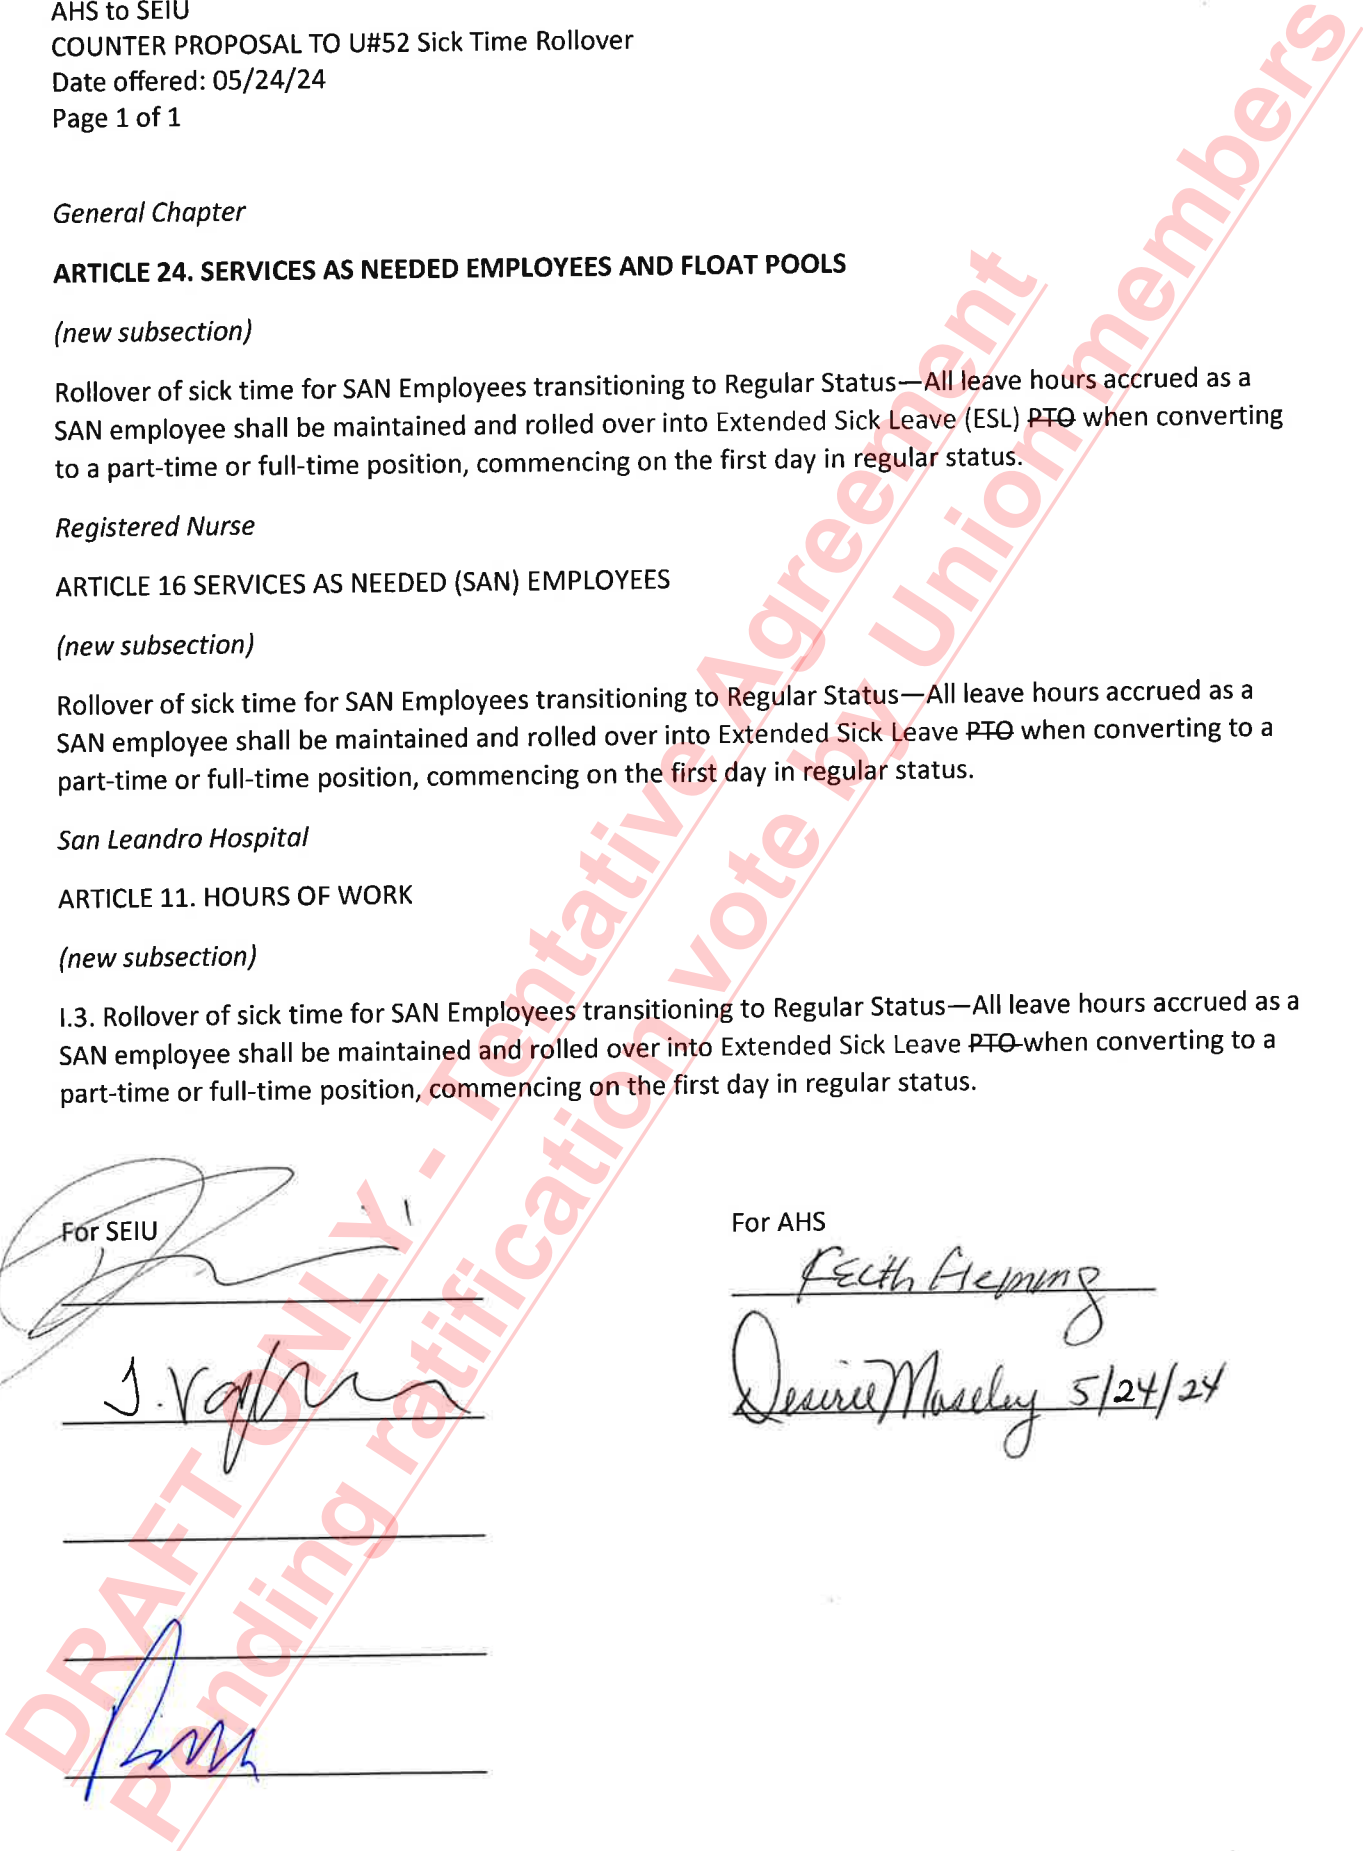 AHS to SEIU
COUNTER PROPOSAL TO U#52 Sick Time Rollover
Date offered: 05/24/24
Page 1 of 1
General Chapter
ARTICLE 24. SERVICES AS NEEDED EMPLOYEES AND FLOAT POOLS
(new subsection)
Rollover of sick time for SAN Employees transitioning to Regular Status—All leave hours accrued as a
SAN employee shall be maintained and rolled over into Extended Sick Leave (ESL) PTO when converting
to a part-time or full-time position, commencing on the first day in regular status.
Registered Nurse
ARTICLE 16 SERVICES AS NEEDED (SAN) EMPLOYEES
(new subsection)
Rollover of sick time for SAN Employees transitioning to Regular Status—All leave hours accrued as a
SAN employee shall be maintained and rolled over into Extended Sick Leave PTO when converting to a
part-time or full-time position, commencing on the first day in regular status.
San Leandro Hospital
ARTICLE 11. HOURS OF WORK
(new subsection)
I.3. Rollover of sick time for SAN Employees transitioning to Regular Status—All leave hours accrued as a
SAN employee shall be maintained and rolled over into Extended Sick Leave PTO when converting to a
part-time or full-time position, commencing on the first day in regular status.
For SEIU
For AHS
Keith Fleming
Desiree Moseley 5/24/24
DRAFT ONLY - Tentative Agreement
Pending ratification vote by Union members